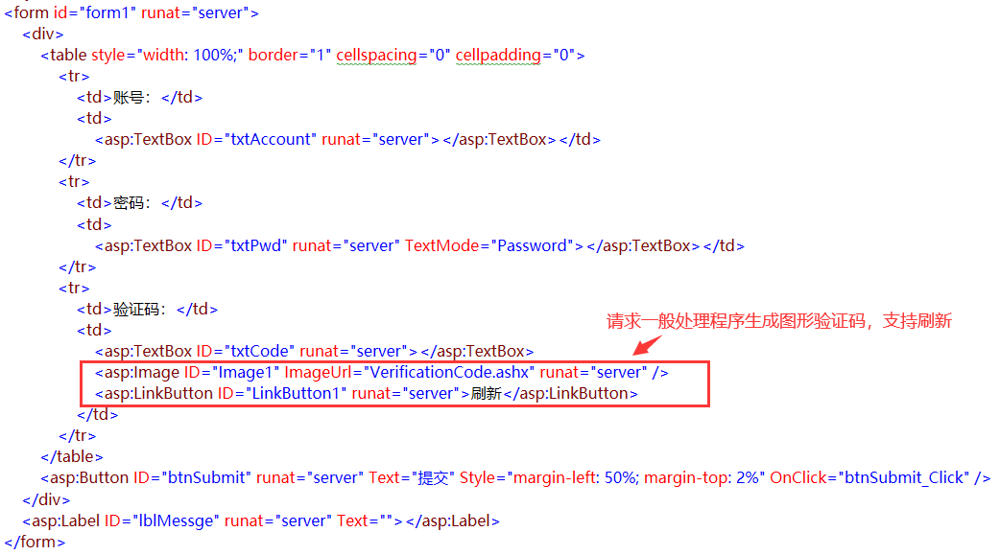 <form id="form1" runat="server">
<div>
<table style="width: 100%;" border="1" cellspacing="0" cellpadding="0">
<tr>
<td>账号：</td>
<td>
<asp:TextBox ID="txtAccount" runat="server"></asp:TextBox></td>
</tr>
<tr>
<td>密码：</td>
<td>
<asp:TextBox ID="txtPwd" runat="server" TextMode="Password"></asp:TextBox></td>
</tr>
<tr>
<td>验证码：</td>
请求一般处理程序生成图形验证码，支持刷新
<td>
<asp:TextBox ID="txtCode" runat="server"></asp:TextBox>
<asp:Image ID="Image1" ImageUrl="VerificationCode.ashx" runat="server" />
<asp:LinkButton ID="LinkButton1" runat="server">刷新</asp:LinkButton>
</td>
</tr>
</table>
<asp:Button ID="btnSubmit" runat="server" Text="提交" Style="margin-left: 50%; margin-top: 2%" OnClick="btnSubmit_Click" />
</div>
<asp:Label ID="lblMessge" runat="server" Text=""></asp:Label>
</form>